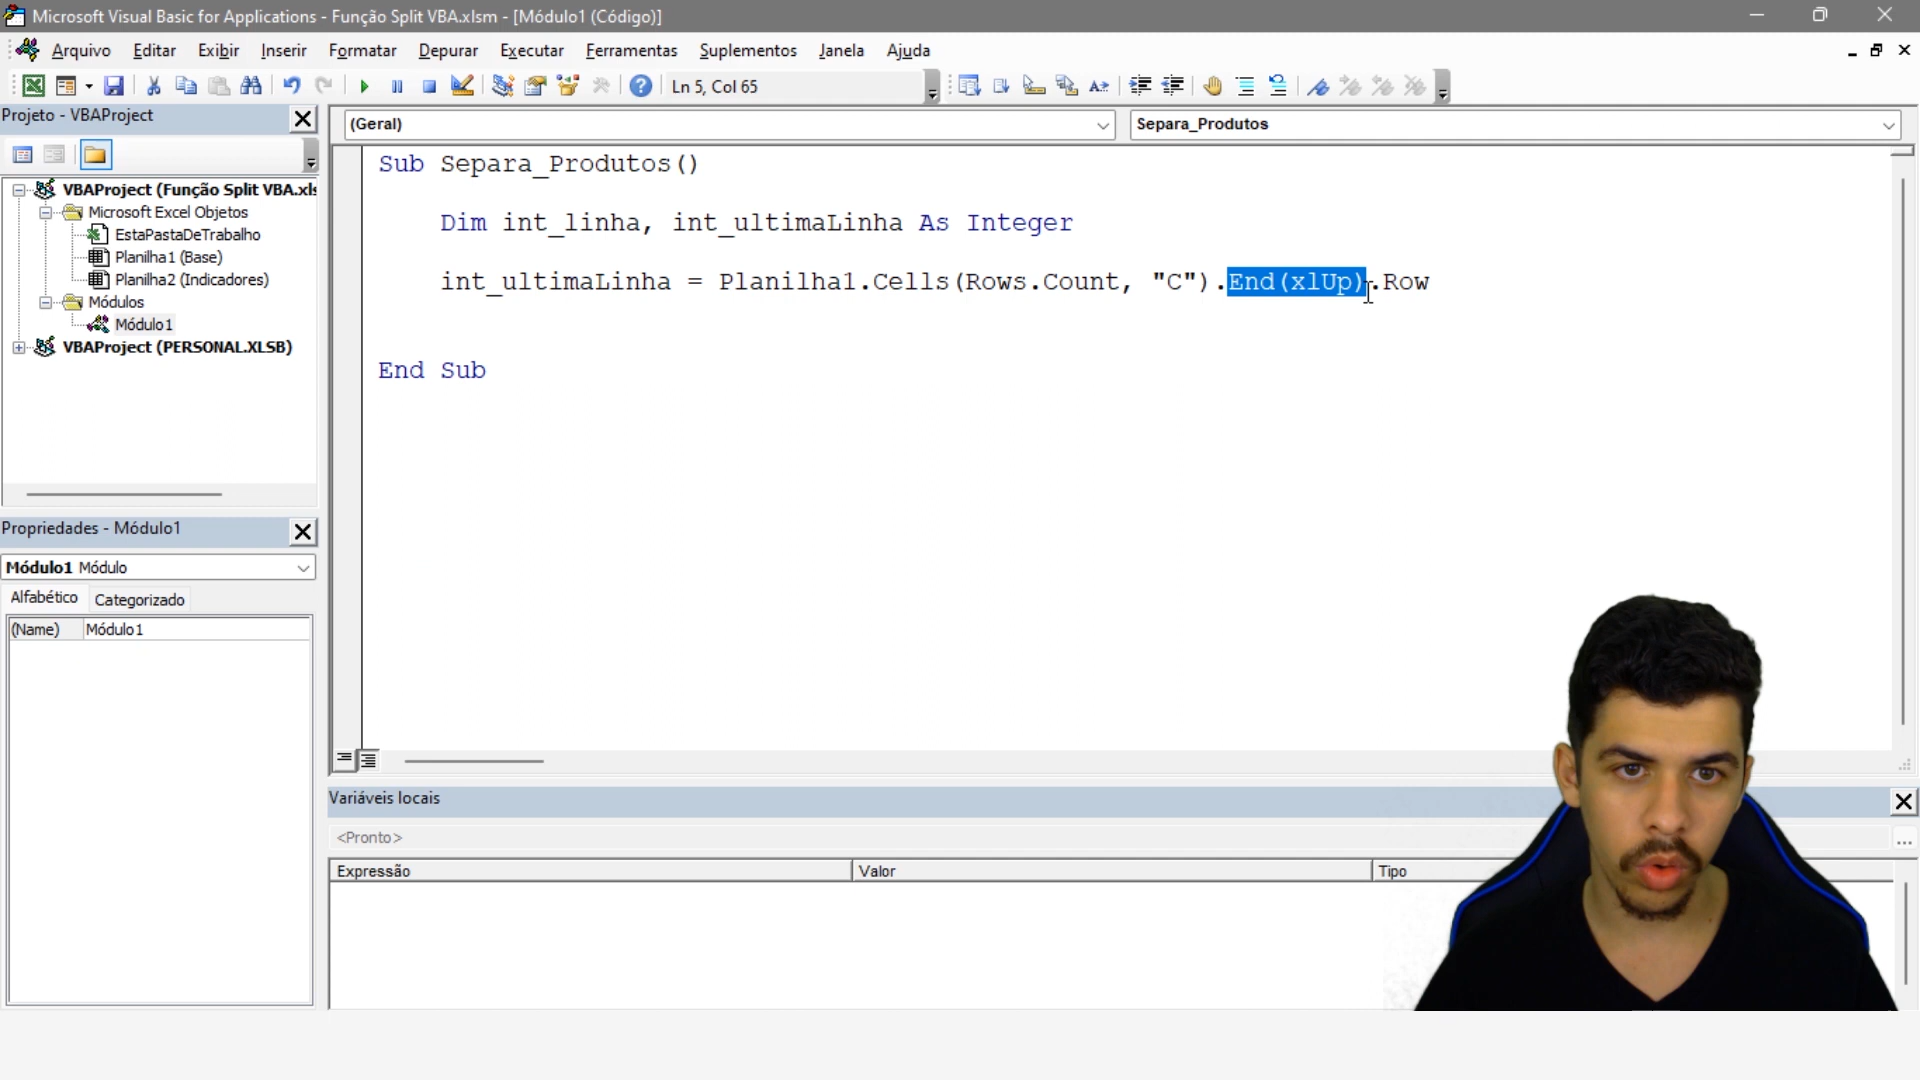 Microsoft Visual Basic for Applications - Função Split VBA.xlsm - [Módulo1 (Código)]
Arquivo Editar Exibir Inserir Formatar Depurar Executar Ferramentas Suplementos Janela Ajuda
Ln 5, Col 65
Projeto - VBAProject
(Geral)
Separa_Produtos
VBAProject (Função Split VBA.xls
Microsoft Excel Objetos
EstaPastaDeTrabalho
Planilha1 (Base)
Planilha2 (Indicadores)
Módulos
Módulo1
VBAProject (PERSONAL.XLSB)
Sub Separa_Produtos()
Dim int_linha, int_ultimaLinha As Integer
int_ultimaLinha = Planilha1.Cells(Rows.Count, "C").End(xlUp).Row
End Sub
Propriedades - Módulo1
Módulo1 Módulo
Alfabético Categorizado
(Name) Módulo1
Variáveis locais
<Pronto>
Expressão Valor Tipo